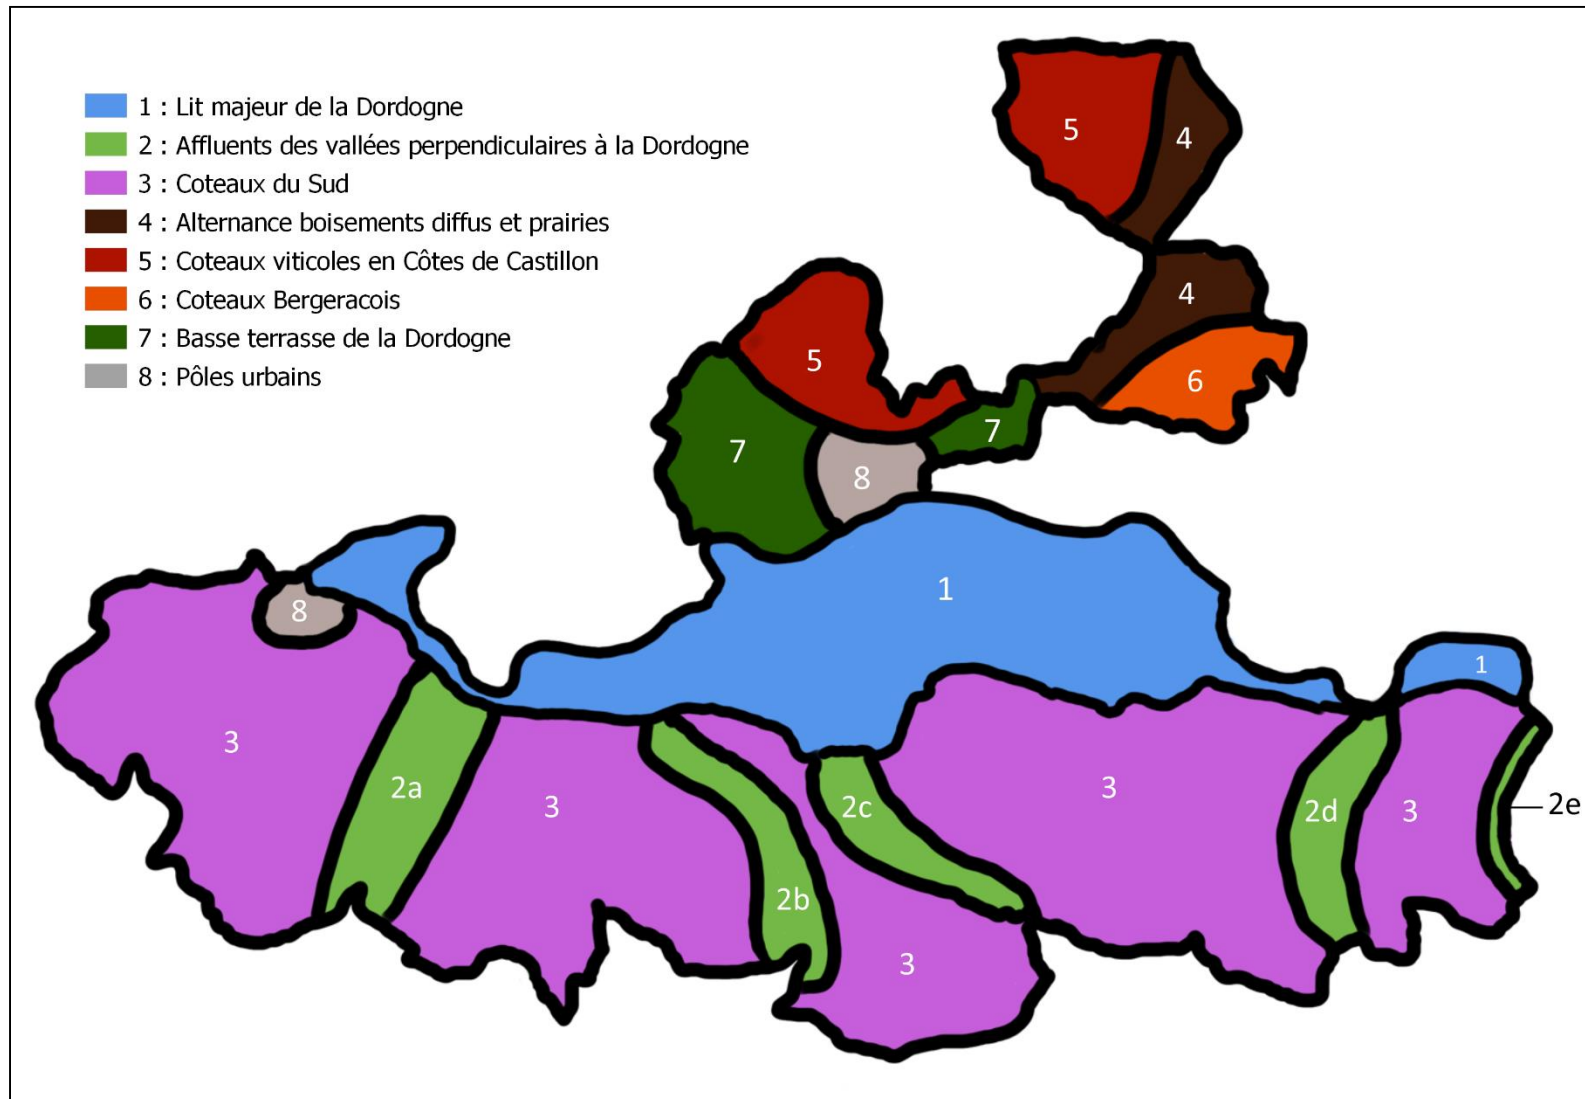 1 : Lit majeur de la Dordogne
2 : Affluents des vallées perpendiculaires à la Dordogne
3 : Coteaux du Sud
4 : Alternance boisements diffus et prairies
5 : Coteaux viticoles en Côtes de Castillon
6 : Coteaux Bergeracois
7 : Basse terrasse de la Dordogne
8 : Pôles urbains
5
4
4
5
6
7
7
8
1
8
1
3
2a
3
2b
2c
3
3
2d
3
2e